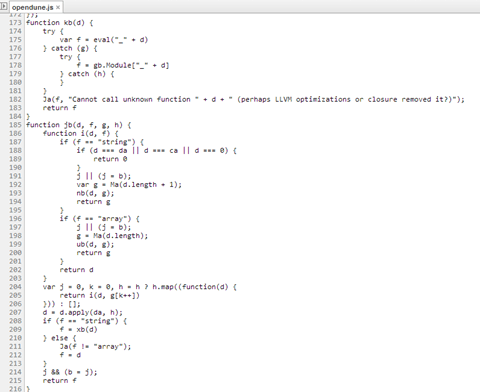 opendune.js ×
172 });
173 function kb(d) {
174     try {
175         var f = eval("_" + d)
176     } catch (g) {
177         try {
178             f = gb.Module["_" + d]
179         } catch (h) {
180         }
181     }
182     Ja(f, "Cannot call unknown function " + d + " (perhaps LLVM optimizations or closure removed it?)");
183     return f
184 }
185 function jb(d, f, g, h) {
186     function i(d, f) {
187         if (f == "string") {
188             if (d === da || d === ca || d === 0) {
189                 return 0
190             }
191             j || (j = b);
192             var g = Ma(d.length + 1);
193             nb(d, g);
194             return g
195         }
196         if (f == "array") {
197             j || (j = b);
198             g = Ma(d.length);
199             ub(d, g);
200             return g
201         }
202         return d
203     }
204     var j = 0, k = 0, h = h ? h.map((function(d) {
205         return i(d, g[k++])
206     })) : [];
207     d = d.apply(da, h);
208     if (f == "string") {
209         f = xb(d)
210     } else {
211         Ja(f != "array");
212         f = d
213     }
214     j && (b = j);
215     return f
216 }